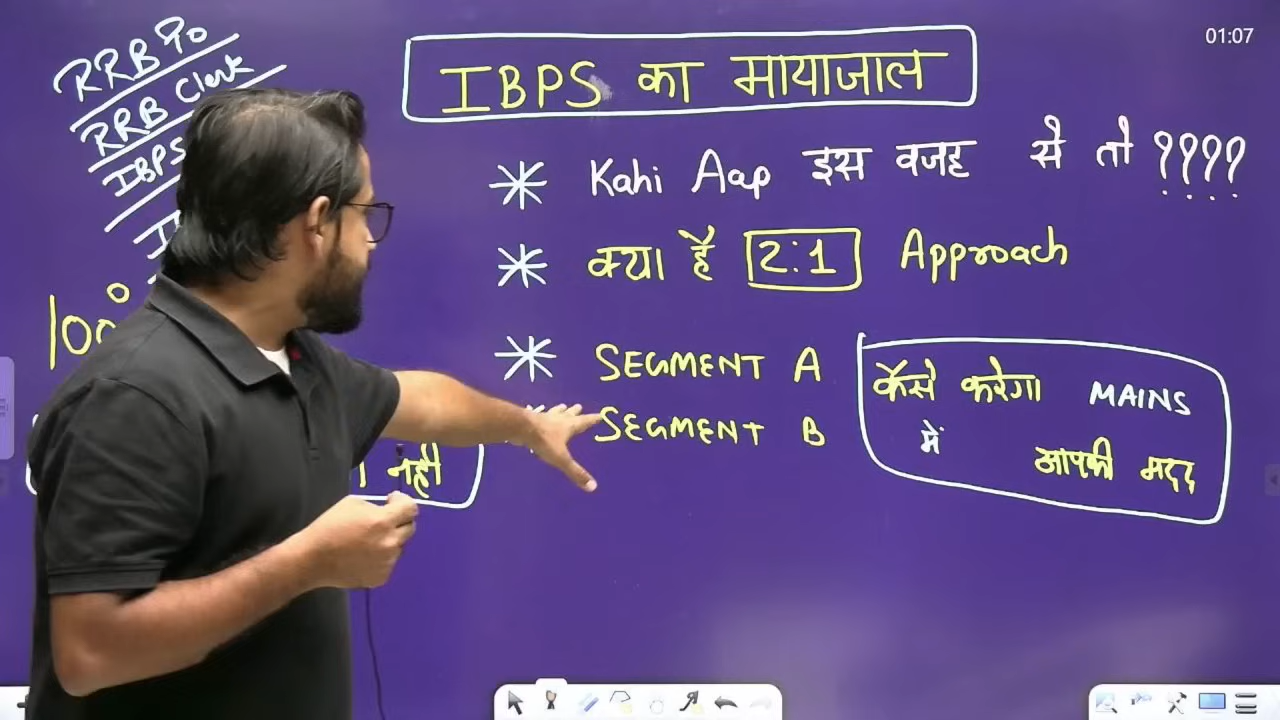 RRB PO
RRB Clerk
IBPS
100
नही
IBPS का मायाजाल
01:07
Kahi Aap इस वजह से तो ????
क्या है 2:1 Approach
SEGMENT A
SEGMENT B
कैसे करेगा MAINS
में आपकी मदद